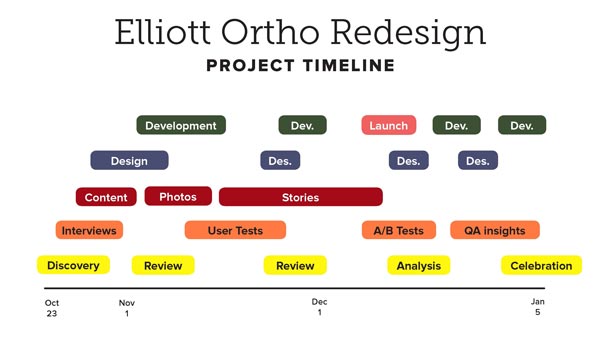 Elliott Ortho Redesign
PROJECT TIMELINE
Development Dev. Launch Dev. Dev.
Design Des. Des. Des.
Content Photos Stories
Interviews User Tests A/B Tests QA insights
Discovery Review Review Analysis Celebration
Oct Nov Dec Jan
23 1 1 5